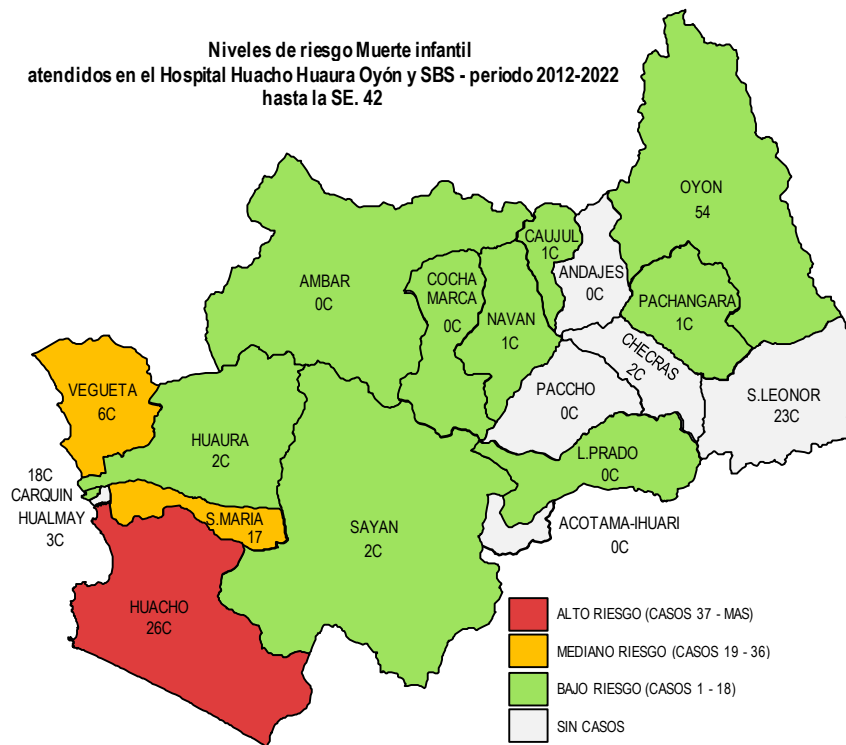 Niveles de riesgo Muerte infantil
atendidos en el Hospital Huacho Huaura Oyón y SBS - periodo 2012-2022
hasta la SE. 42
OYON
54
CAUJUL
1C
ANDAJES
0C
AMBAR
0C
COCHA
MARCA
0C
NAVAN
1C
PACHANGARA
1C
CHECRAS
2C
VEGUETA
6C
PACCHO
0C
S.LEONOR
23C
HUAURA
2C
L.PRADO
0C
18C
CARQUIN
HUALMAY
3C
S.MARIA
17
SAYAN
2C
ACOTAMA-IHUARI
0C
HUACHO
26C
ALTO RIESGO (CASOS 37 - MAS)
MEDIANO RIESGO (CASOS 19 - 36)
BAJO RIESGO (CASOS 1 - 18)
SIN CASOS